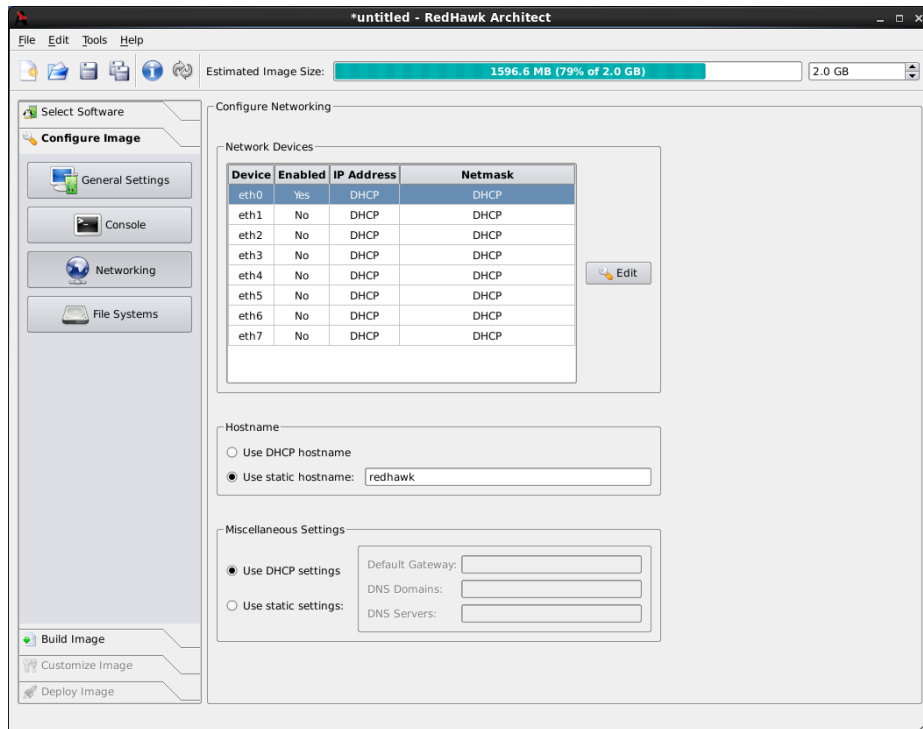 *untitled - RedHawk Architect
File Edit Tools Help
Estimated Image Size: 1596.6 MB (79% of 2.0 GB) 2.0 GB
Select Software
Configure Image
General Settings
Console
Networking
File Systems
Build Image
Customize Image
Deploy Image
Configure Networking
Network Devices
Device Enabled IP Address Netmask
eth0 Yes DHCP DHCP
eth1 No DHCP DHCP
eth2 No DHCP DHCP
eth3 No DHCP DHCP
eth4 No DHCP DHCP
eth5 No DHCP DHCP
eth6 No DHCP DHCP
eth7 No DHCP DHCP
Edit
Hostname
Use DHCP hostname
Use static hostname: redhawk
Miscellaneous Settings
Use DHCP settings
Use static settings:
Default Gateway:
DNS Domains:
DNS Servers: